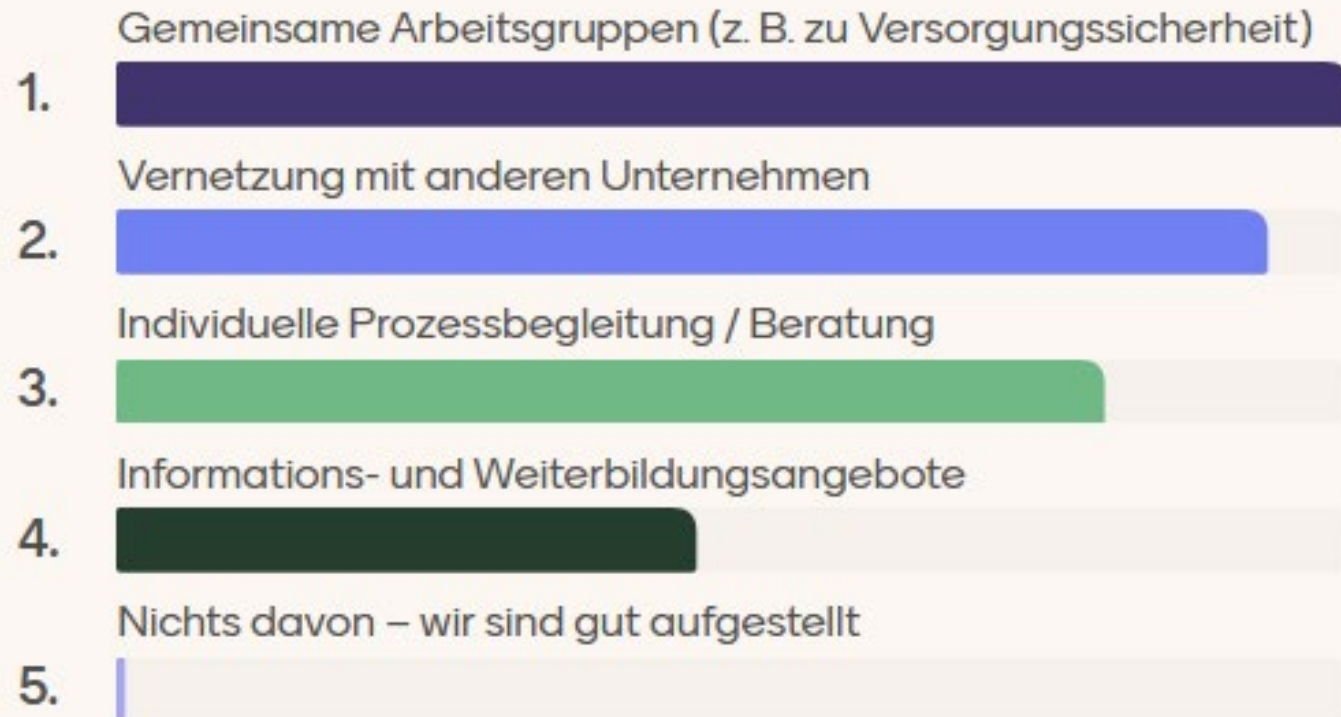 Gemeinsame Arbeitsgruppen (z. B. zu Versorgungssicherheit)
1.
Vernetzung mit anderen Unternehmen
2.
Individuelle Prozessbegleitung / Beratung
3.
Informations- und Weiterbildungsangebote
4.
Nichts davon – wir sind gut aufgestellt
5.